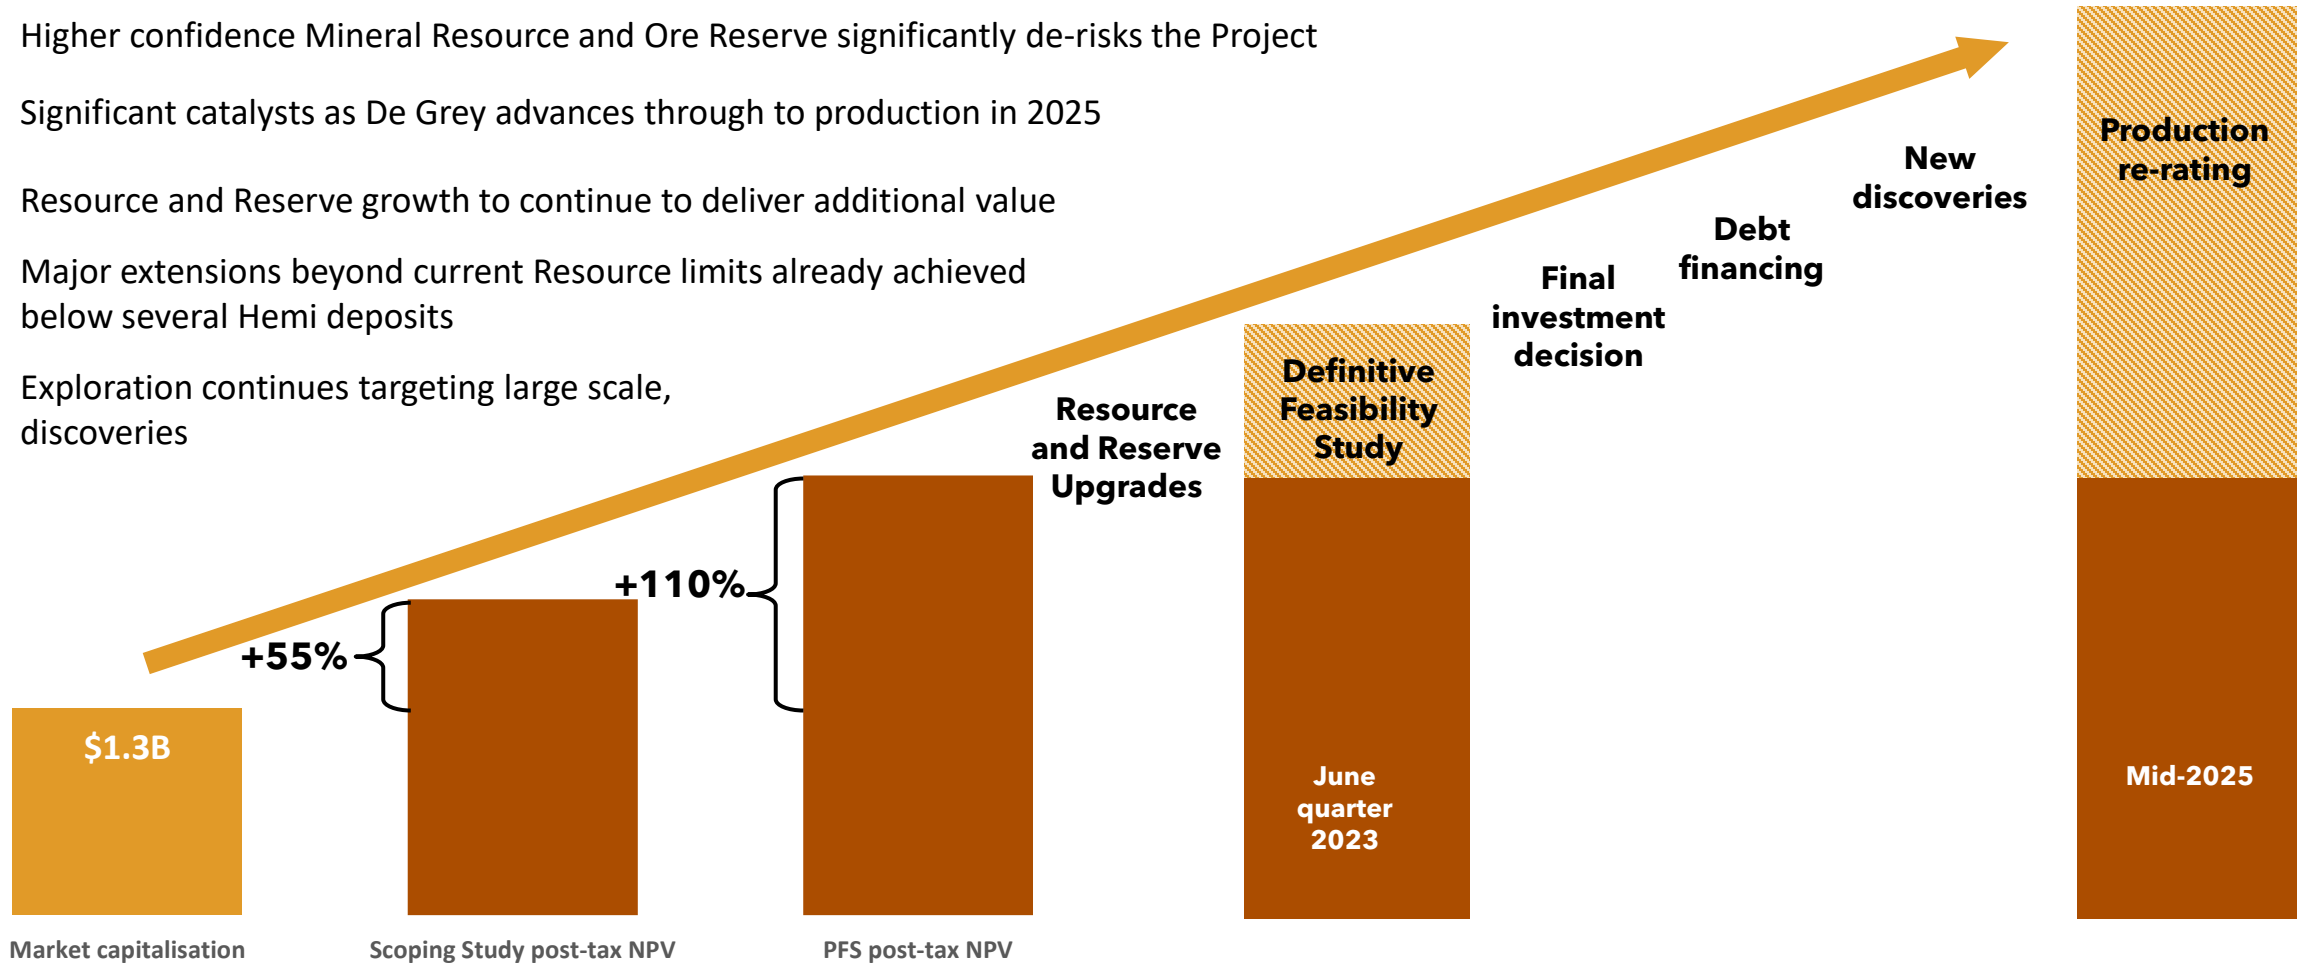 Higher confidence Mineral Resource and Ore Reserve significantly de-risks the Project
Significant catalysts as De Grey advances through to production in 2025
Resource and Reserve growth to continue to deliver additional value
Major extensions beyond current Resource limits already achieved
below several Hemi deposits
Exploration continues targeting large scale,
discoveries
Production
re-rating
New
discoveries
Debt
financing
Final
investment
decision
Definitive
Feasibility
Study
Resource
and Reserve
Upgrades
+110%
+55%
$1.3B
June
quarter
2023
Mid-2025
Market capitalisation
Scoping Study post-tax NPV
PFS post-tax NPV